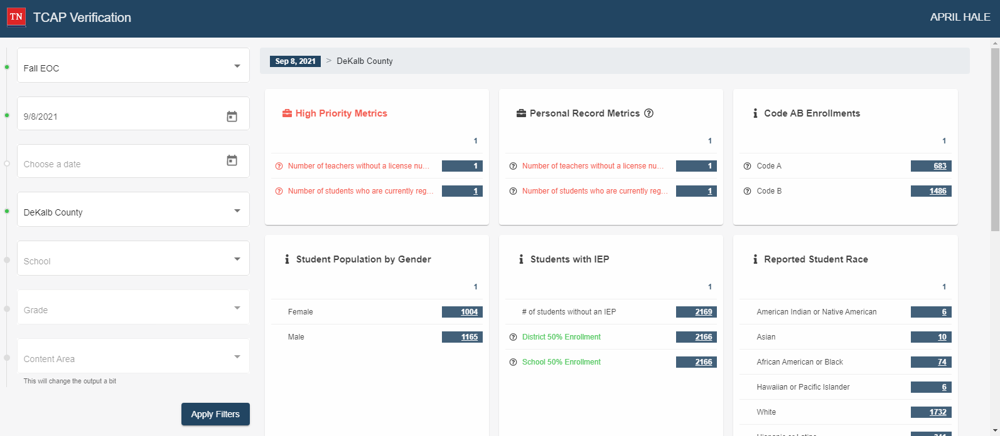 TN TCAP Verification
APRIL HALE
Fall EOC
9/8/2021
Choose a date
DeKalb County
School
Grade
Content Area
This will change the output a bit
Apply Filters
Sep 8, 2021 > DeKalb County
High Priority Metrics
1
Number of teachers without a license nu... 1
Number of students who are currently reg... 1
Personal Record Metrics
1
Number of teachers without a license nu... 1
Number of students who are currently reg... 1
Code AB Enrollments
1
Code A 683
Code B 1486
Student Population by Gender
1
Female 1004
Male 1165
Students with IEP
1
# of students without an IEP 2169
District 50% Enrollment 2166
School 50% Enrollment 2166
Reported Student Race
1
American Indian or Native American 6
Asian 10
African American or Black 74
Hawaiian or Pacific Islander 6
White 1732